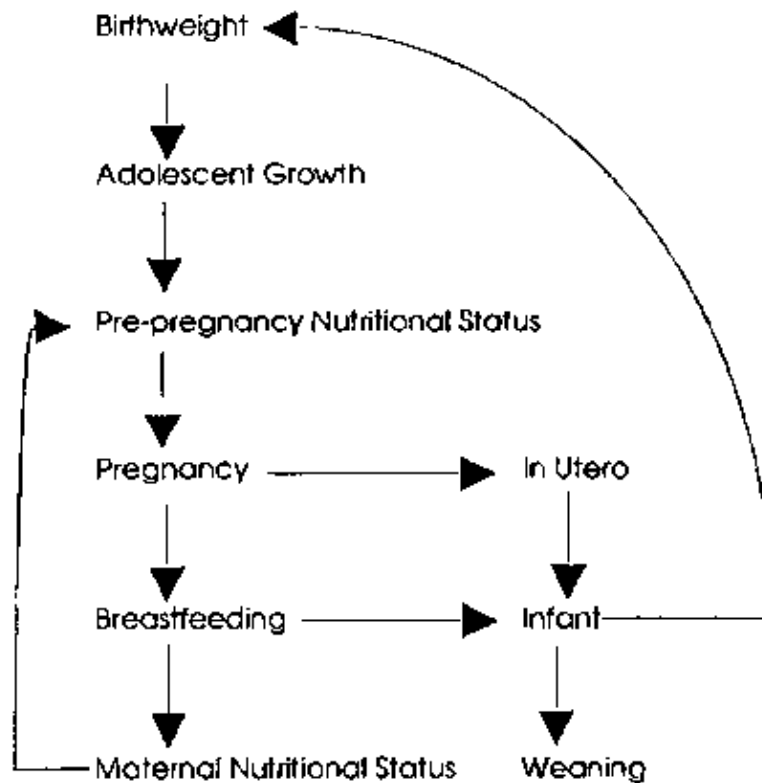 Birthweight
Adolescent Growth
Pre-pregnancy Nutritional Status
Pregnancy
In Utero
Breastfeeding
Infant
Maternal Nutritional Status
Weaning